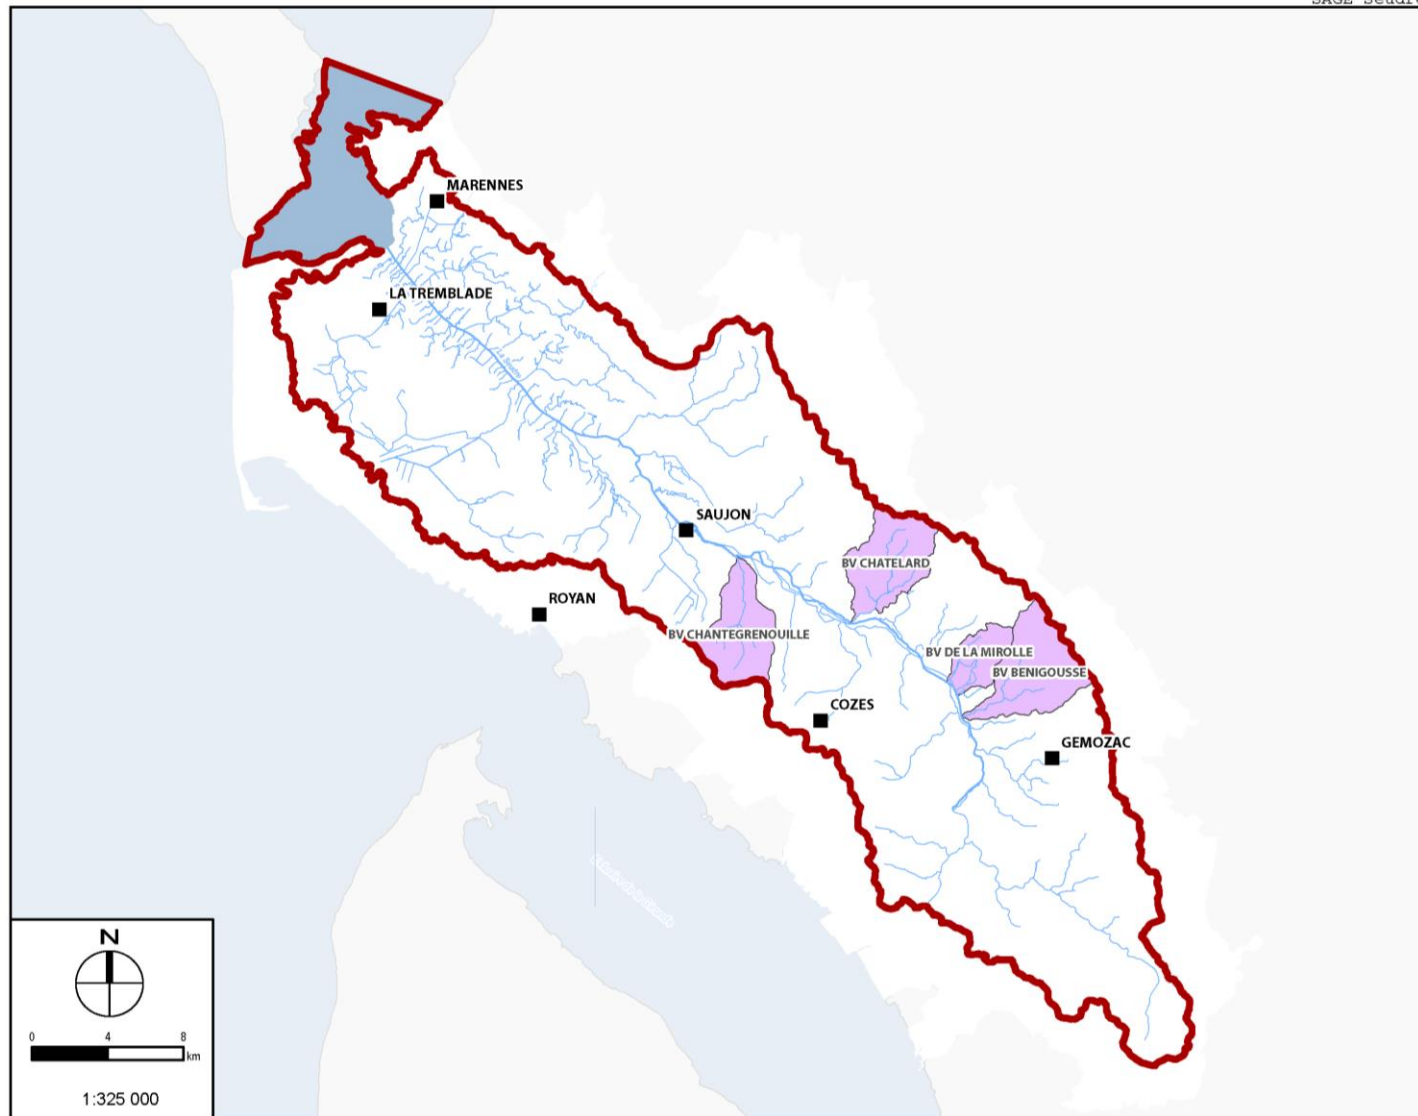 MARENNES
LA TREMBLADE
SAUJON
BV CHATELARD
ROYAN
BV CHANTEGRENOUILLE
BV DE LA MIROLLE
BV BENIGOUSSE
COZES
GEMOZAC
N
0 4 8
km
1:325 000